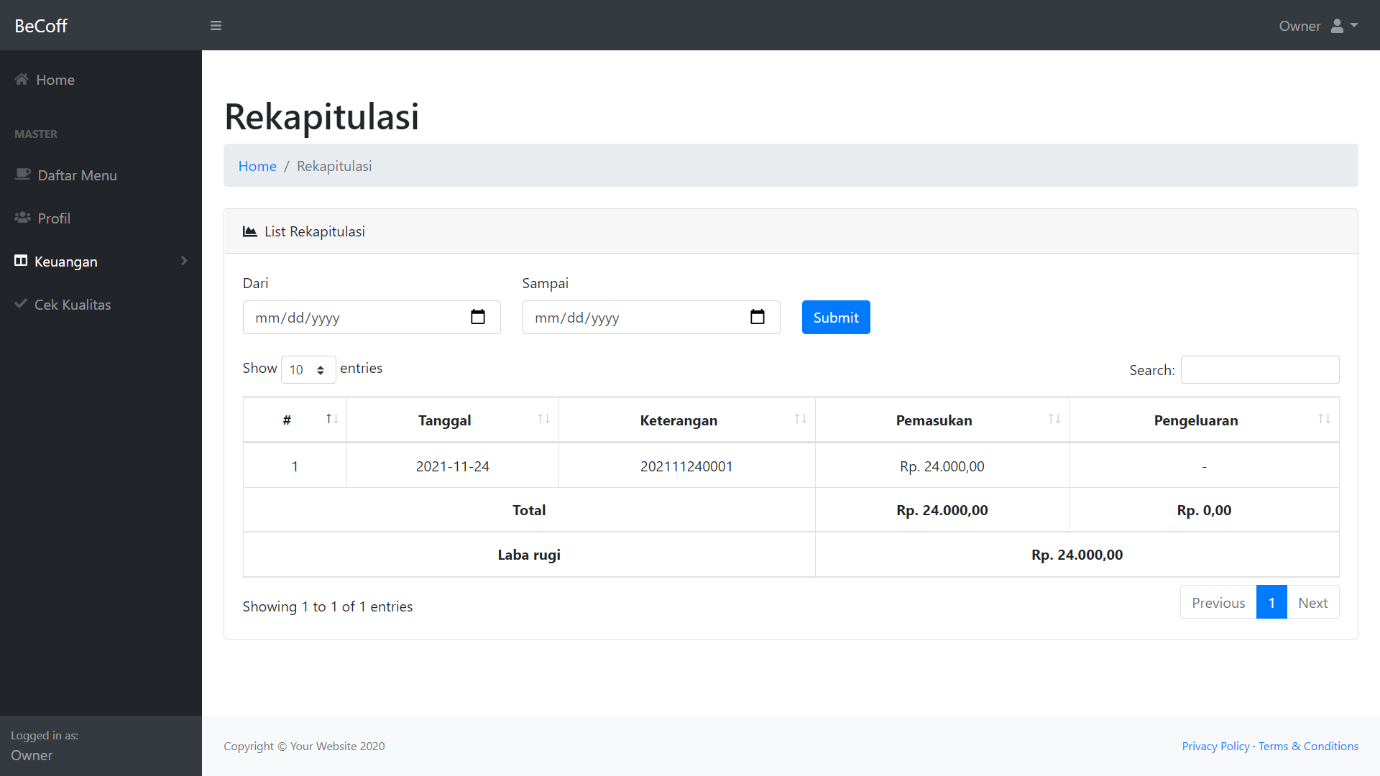 BeCoff
Owner
Home
MASTER
Daftar Menu
Profil
Keuangan
Cek Kualitas
Logged in as:
Owner
Rekapitulasi
Home / Rekapitulasi
List Rekapitulasi
Dari Sampai
mm/dd/yyyy mm/dd/yyyy Submit
Show 10 entries Search:
# Tanggal Keterangan Pemasukan Pengeluaran
1 2021-11-24 202111240001 Rp. 24.000,00 -
Total Rp. 24.000,00 Rp. 0,00
Laba rugi Rp. 24.000,00
Showing 1 to 1 of 1 entries Previous 1 Next
Copyright © Your Website 2020 Privacy Policy · Terms & Conditions